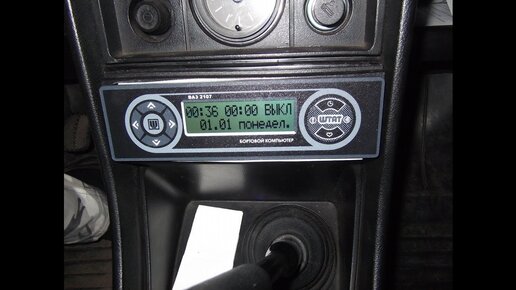 ВАЗ 2107
00:36 00:00 ВЫКЛ
01.01 понедел.
ШТАТ
БОРТОВОЙ КОМПЬЮТЕР